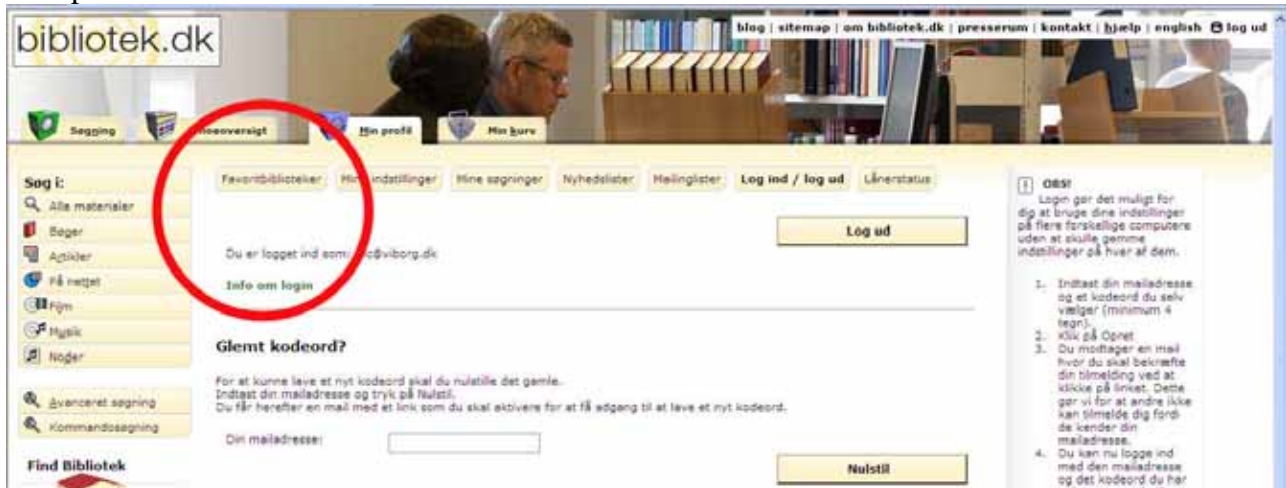 bibliotek.dk
blog | sitemap | om bibliotek.dk | presserum | kontakt | hjælp | english log ud
Søgning
Min profil
Min kurv
Favoritbiblioteker
indstillinger
Mine søgninger
Nyhedslister
Mailinglister
Log ind / log ud
Lånerstatus
Søg i:
Alle materialer
Bøger
Artikler
På nettet
Film
Musik
Noder
Avanceret søgning
Kommandosøgning
Find Bibliotek
Log ud
Du er logget ind som:
Info om login
Glemt kodeord?
For at kunne lave et nyt kodeord skal du nulstille det gamle.
Indtast din mailadresse og tryk på Nulstil.
Du får herefter en mail med et link som du skal aktivere for at få adgang til at lave et nyt kodeord.
Din mailadresse:
Nulstil
OBS!
Login gør det muligt for
dig at bruge dine indstillinger
på flere forskellige computere
uden at skulle gemme
indstillinger på hver af dem.
1. Indtast din mailadresse
og et kodeord du selv
vælger (minimum 4
tegn).
2. Klik på Opret
3. Du modtager en mail
hvor du skal bekræfte
din tilmelding ved at
klikke på linket. Dette
gør vi for at andre ikke
kan tilmelde dig fordi
de kender din
mailadresse.
4. Du kan nu logge ind
med den mailadresse
og det kodeord du har